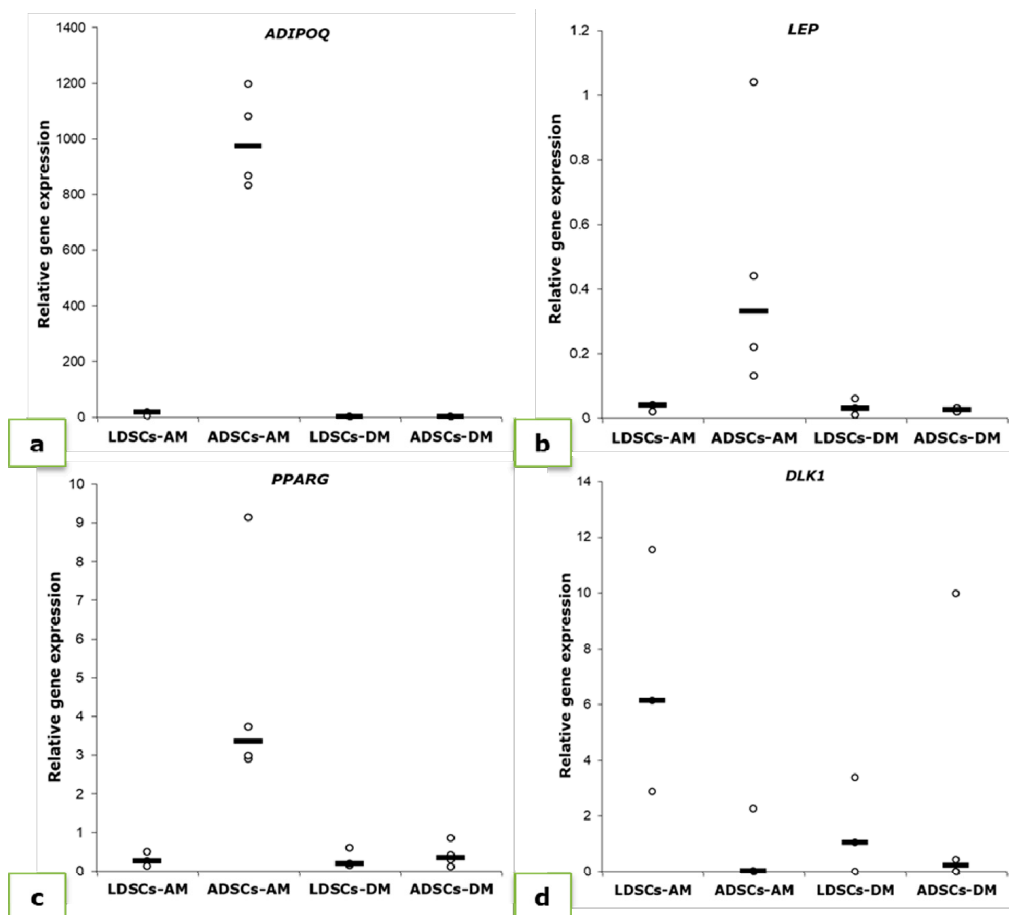 ADIPOQ
1400
1200
1000
800
600
400
200
0
Relative gene expression
LDSCs-AM ADSCs-AM LDSCs-DM ADSCs-DM
a
LEP
1.2
1
0.8
0.6
0.4
0.2
0
Relative gene expression
LDSCs-AM ADSCs-AM LDSCs-DM ADSCs-DM
b
PPARG
10
9
8
7
6
5
4
3
2
1
0
Relative gene expression
LDSCs-AM ADSCs-AM LDSCs-DM ADSCs-DM
c
DLK1
14
12
10
8
6
4
2
0
Relative gene expression
LDSCs-AM ADSCs-AM LDSCs-DM ADSCs-DM
d